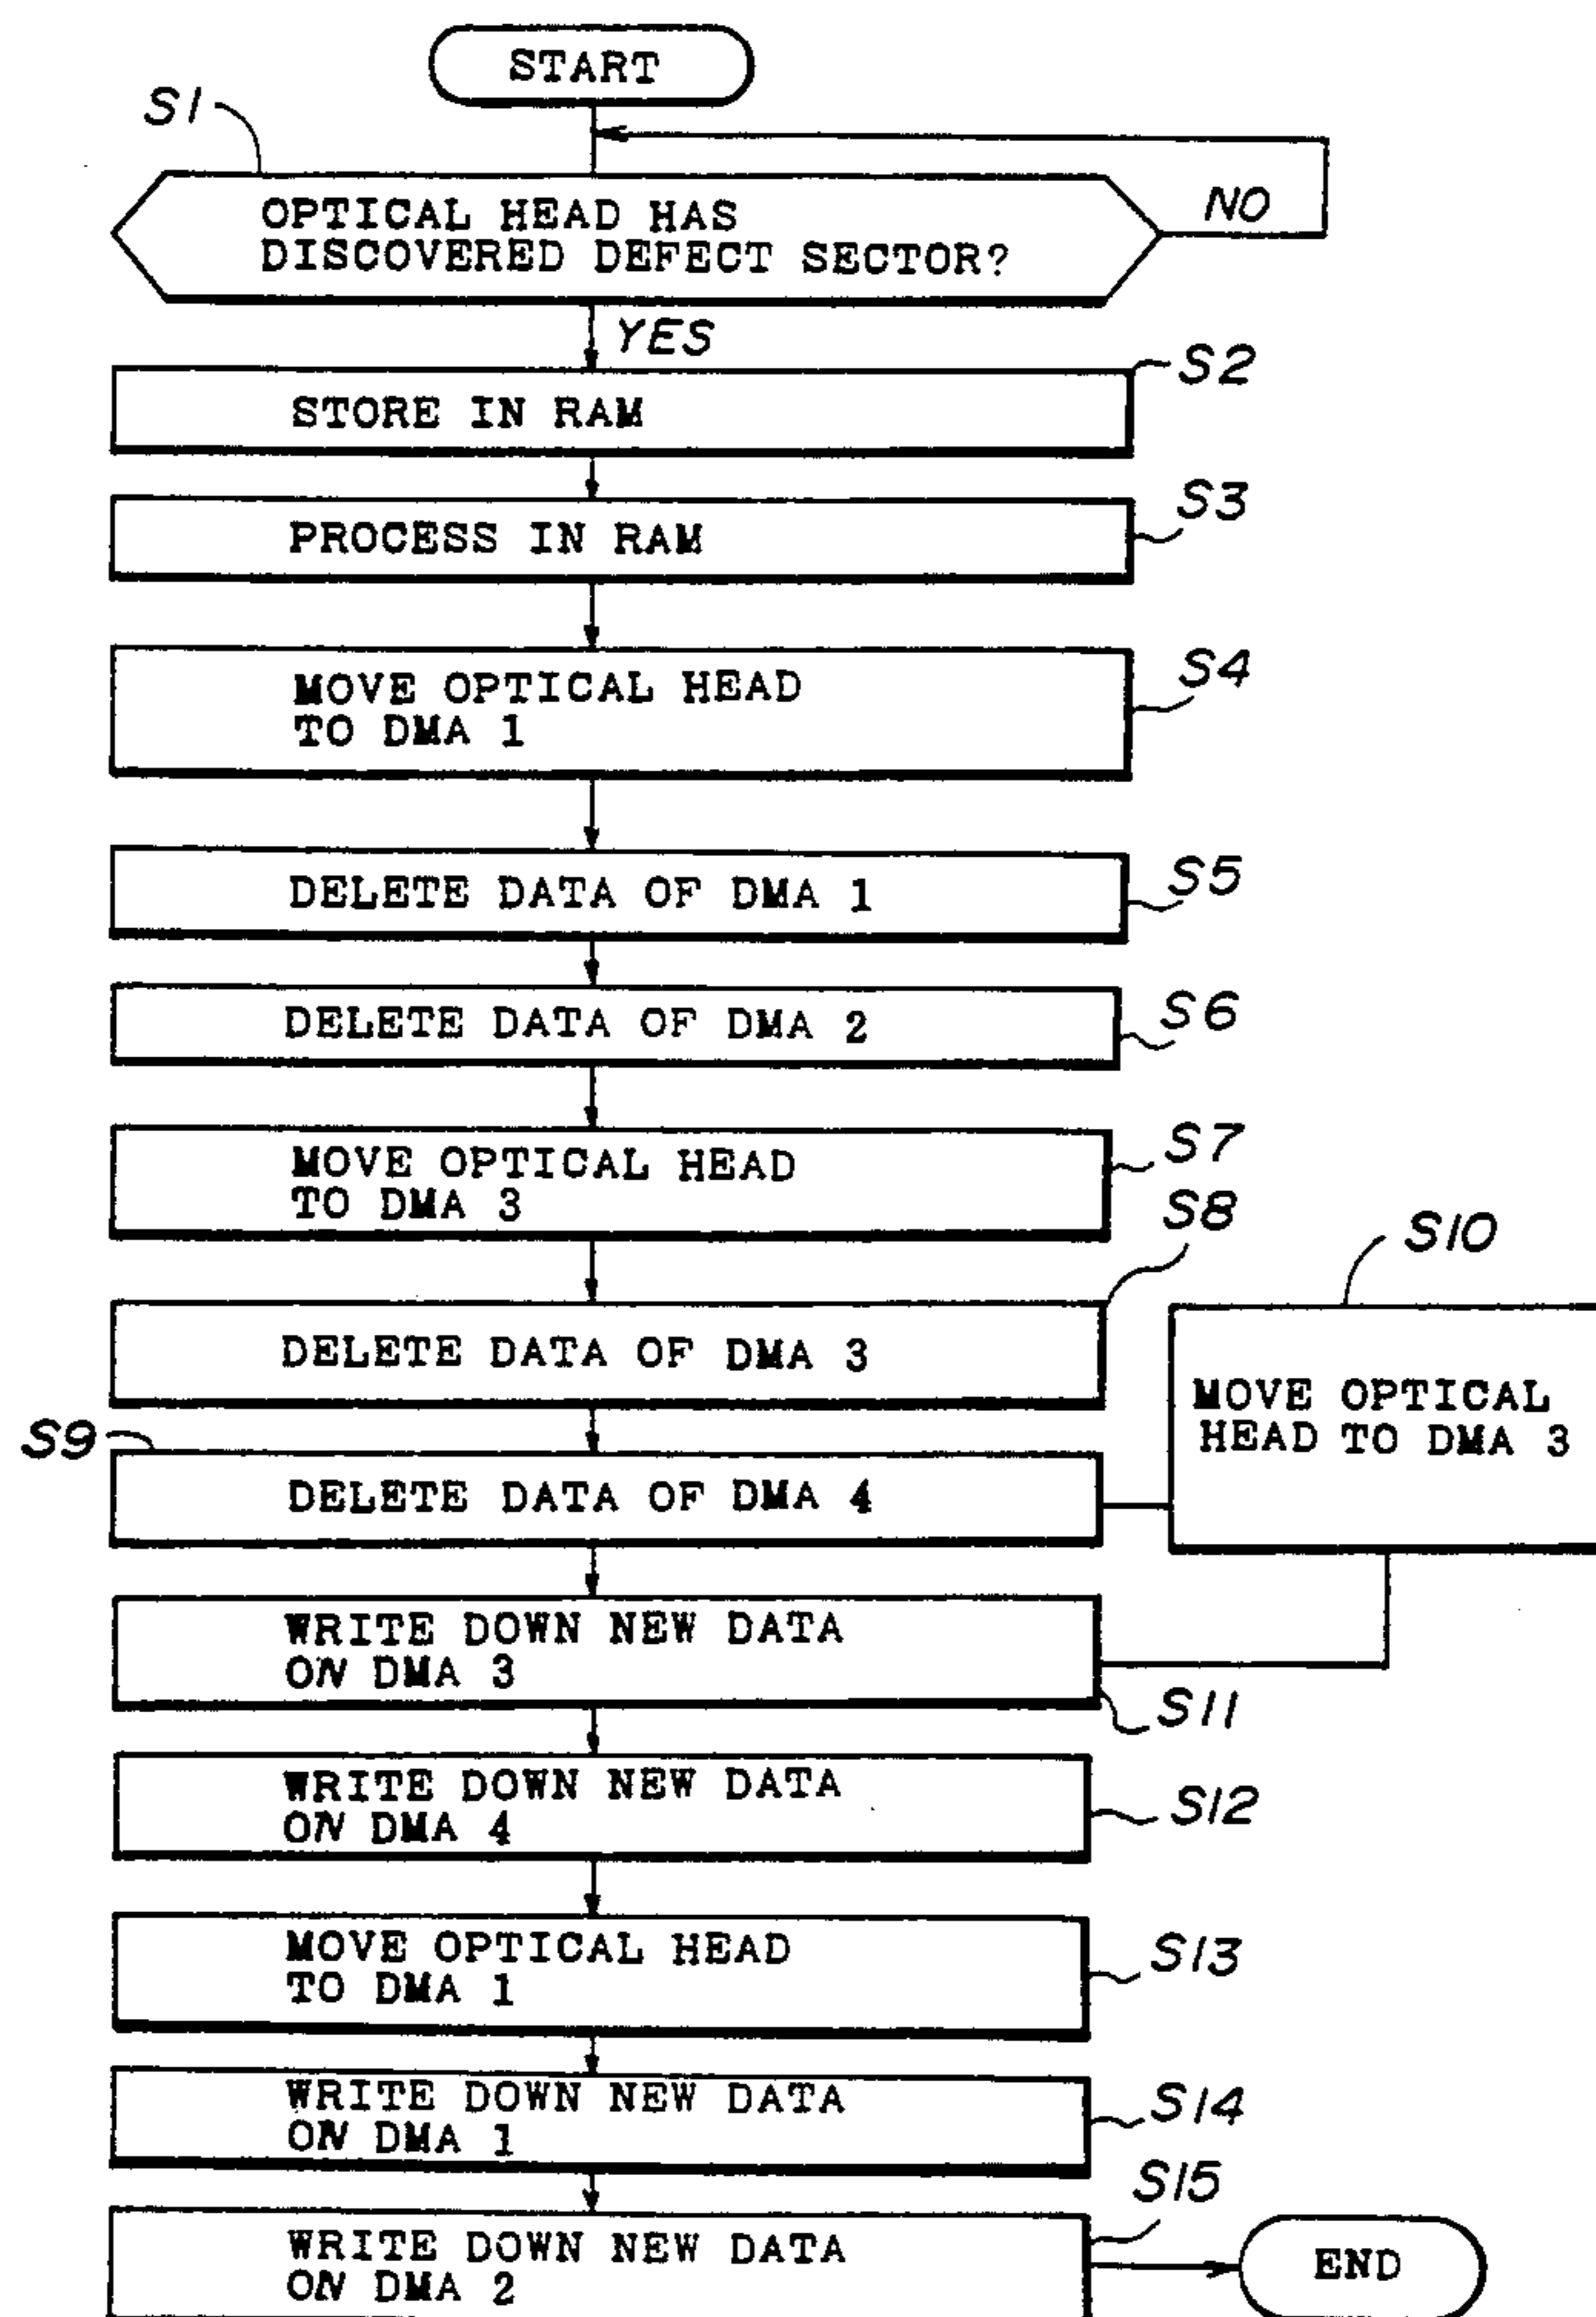 START
S1
OPTICAL HEAD HAS
DISCOVERED DEFECT SECTOR?
NO
YES
S2
STORE IN RAM
S3
PROCESS IN RAM
S4
MOVE OPTICAL HEAD
TO DMA 1
S5
DELETE DATA OF DMA 1
S6
DELETE DATA OF DMA 2
S7
MOVE OPTICAL HEAD
TO DMA 3
S8
DELETE DATA OF DMA 3
S10
MOVE OPTICAL
HEAD TO DMA 3
S9
DELETE DATA OF DMA 4
WRITE DOWN NEW DATA
ON DMA 3
S11
WRITE DOWN NEW DATA
ON DMA 4
S12
MOVE OPTICAL HEAD
TO DMA 1
S13
WRITE DOWN NEW DATA
ON DMA 1
S14
S15
WRITE DOWN NEW DATA
ON DMA 2
END